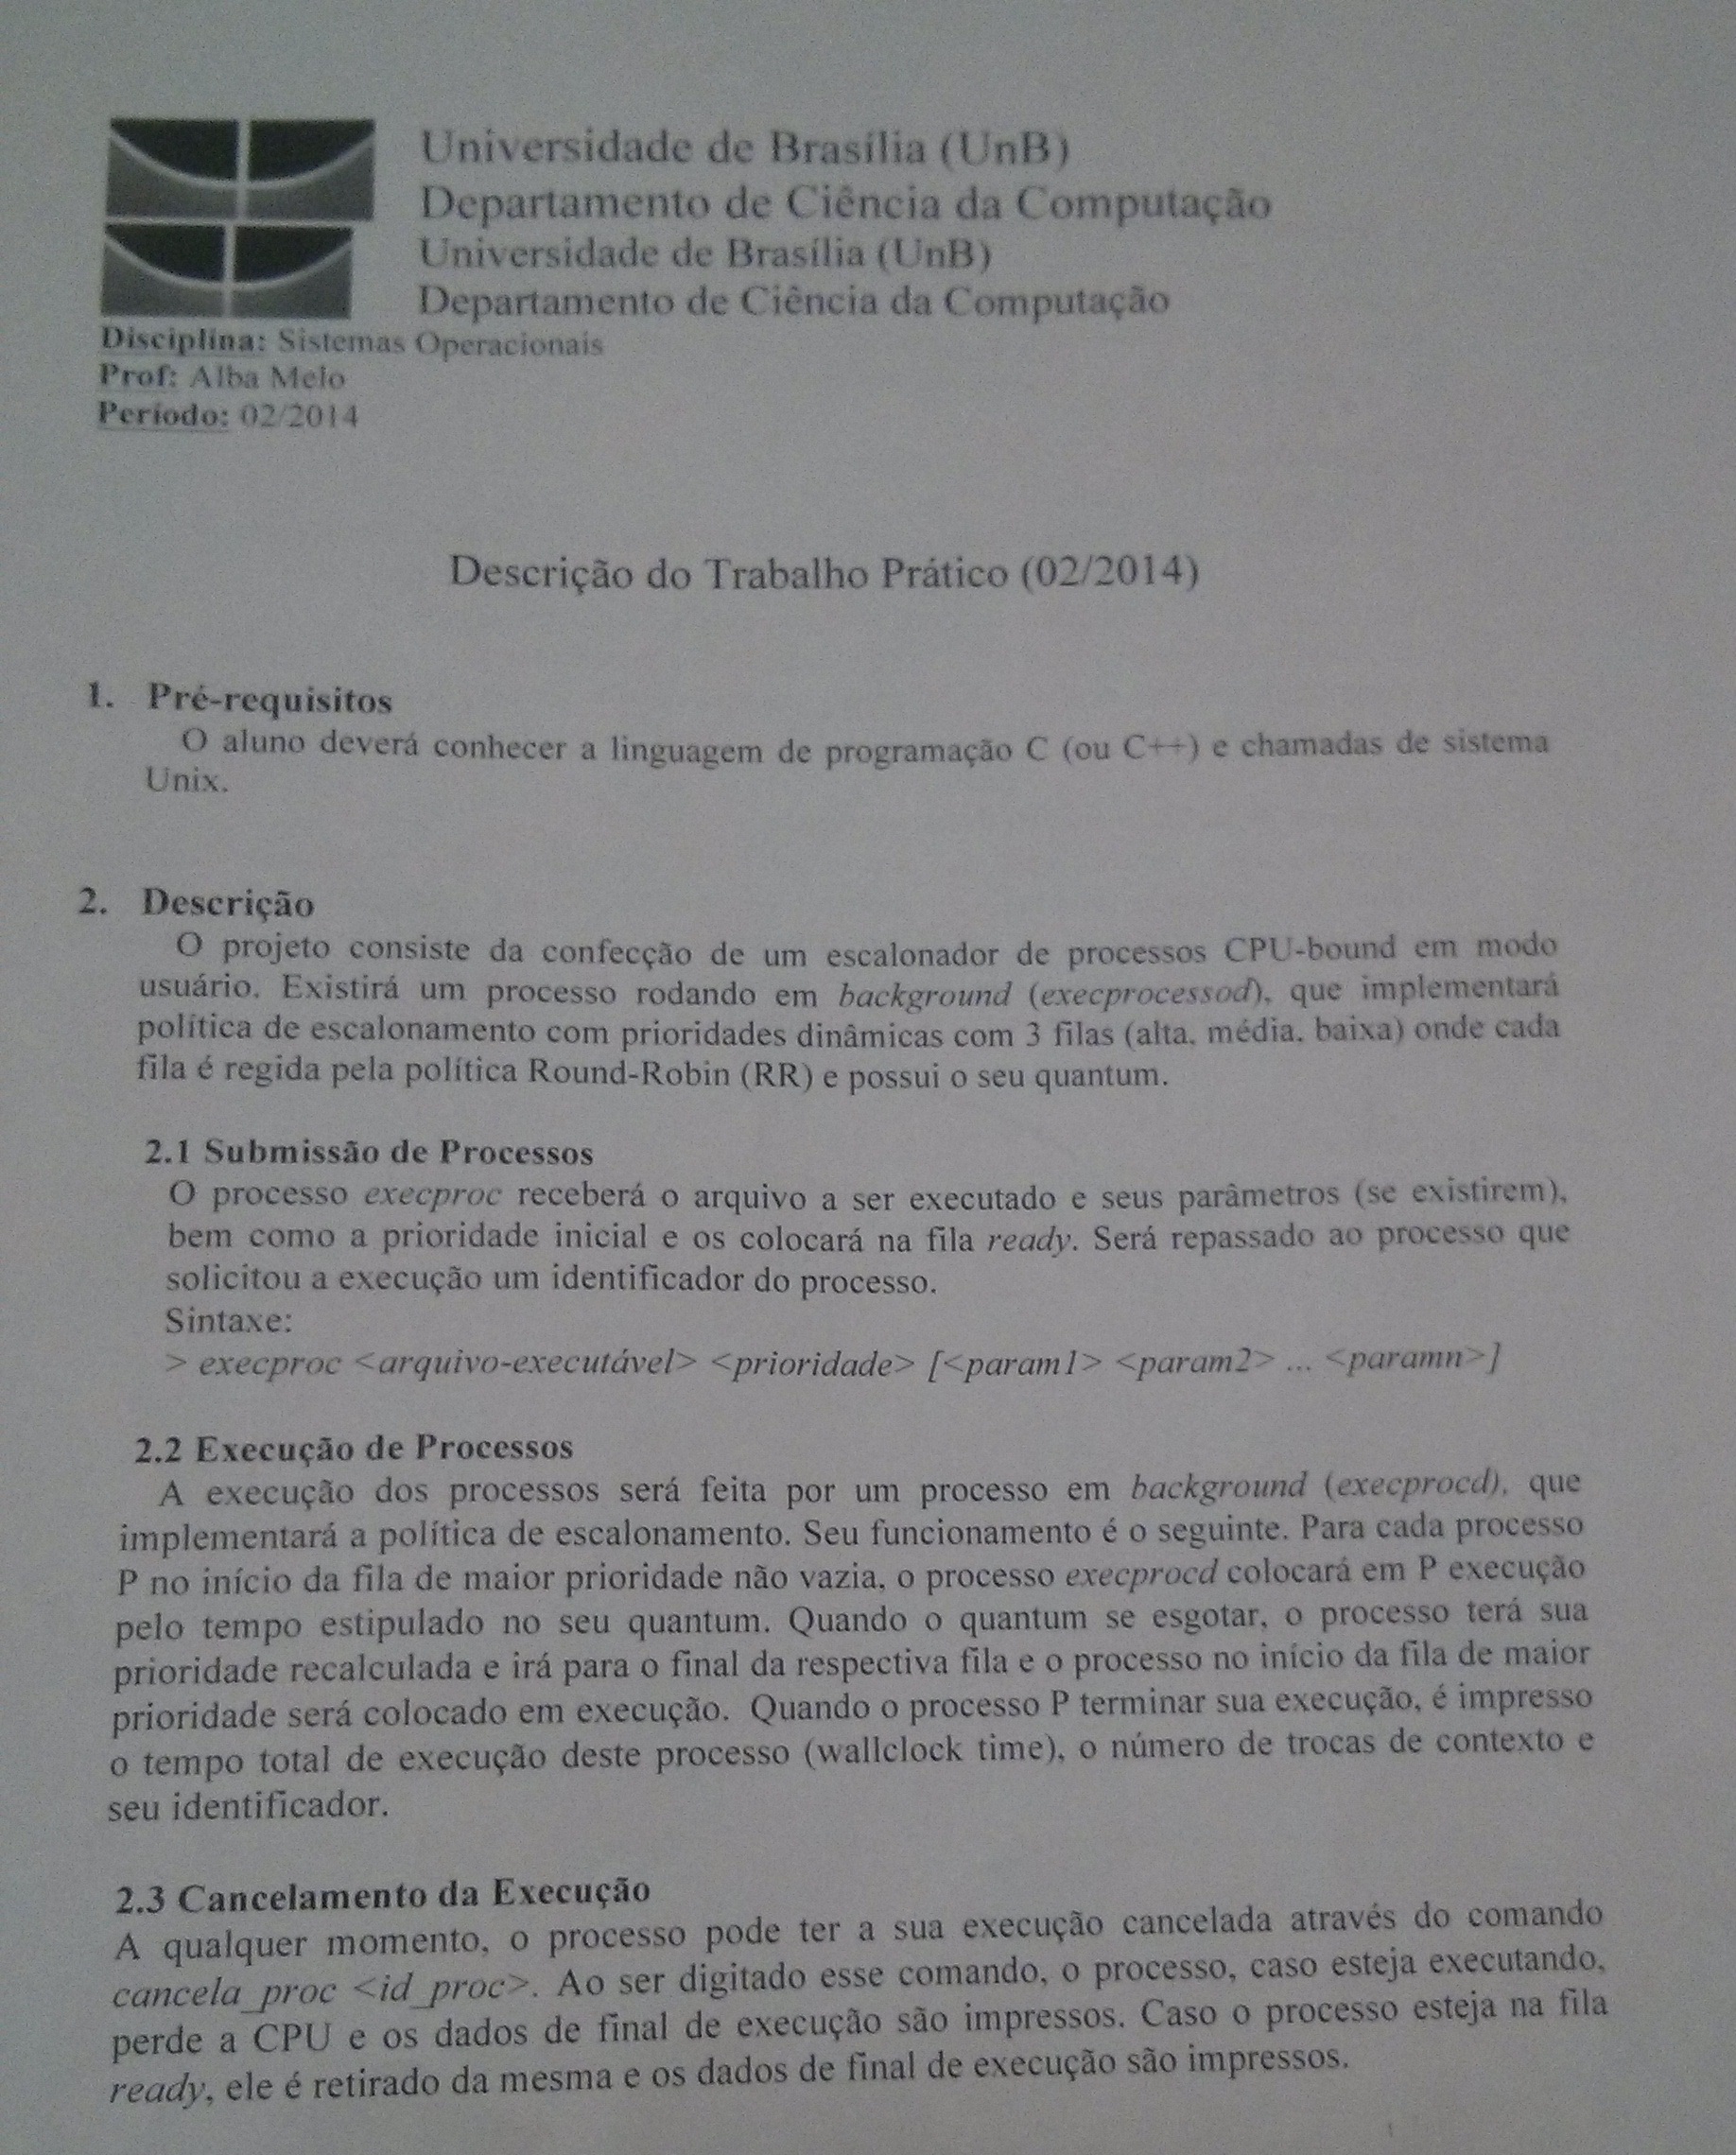 Universidade de Brasília (UnB)
Departamento de Ciência da Computação
Universidade de Brasília (UnB)
Departamento de Ciência da Computação
Disciplina: Sistemas Operacionais
Prof: Alba Melo
Período: 02/2014
Descrição do Trabalho Prático (02/2014)
1. Pré-requisitos
O aluno deverá conhecer a linguagem de programação C (ou C++) e chamadas de sistema
Unix.
2. Descrição
O projeto consiste da confecção de um escalonador de processos CPU-bound em modo
usuário. Existirá um processo rodando em background (execprocessod), que implementará
política de escalonamento com prioridades dinâmicas com 3 filas (alta, média, baixa) onde cada
fila é regida pela política Round-Robin (RR) e possui o seu quantum.
2.1 Submissão de Processos
O processo execproc receberá o arquivo a ser executado e seus parâmetros (se existirem),
bem como a prioridade inicial e os colocará na fila ready. Será repassado ao processo que
solicitou a execução um identificador do processo.
Sintaxe:
> execproc <arquivo-executável> <prioridade> [<param1> <param2> ... <paramn>]
2.2 Execução de Processos
A execução dos processos será feita por um processo em background (execprocd), que
implementará a política de escalonamento. Seu funcionamento é o seguinte. Para cada processo
P no início da fila de maior prioridade não vazia, o processo execprocd colocará em P execução
pelo tempo estipulado no seu quantum. Quando o quantum se esgotar, o processo terá sua
prioridade recalculada e irá para o final da respectiva fila e o processo no início da fila de maior
prioridade será colocado em execução. Quando o processo P terminar sua execução, é impresso
o tempo total de execução deste processo (wallclock time), o número de trocas de contexto e
seu identificador.
2.3 Cancelamento da Execução
A qualquer momento, o processo pode ter a sua execução cancelada através do comando
cancela_proc <id_proc>. Ao ser digitado esse comando, o processo, caso esteja executando,
perde a CPU e os dados de final de execução são impressos. Caso o processo esteja na fila
ready, ele é retirado da mesma e os dados de final de execução são impressos.